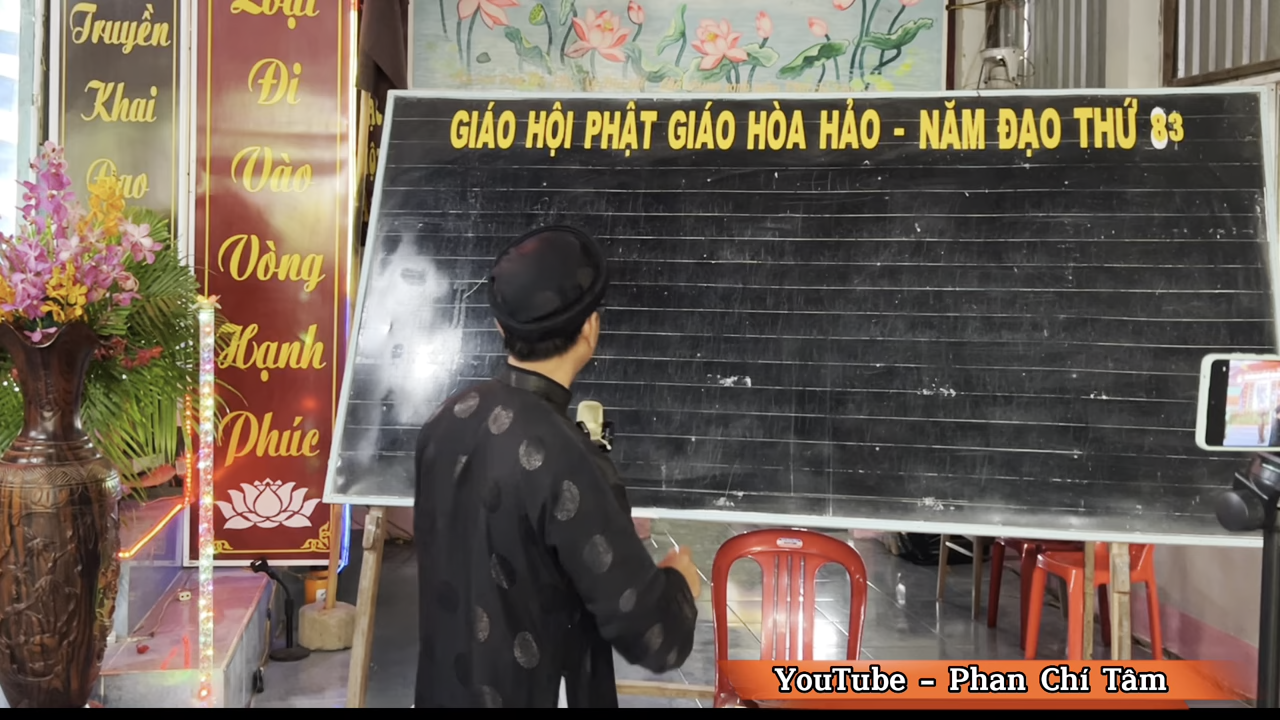 Truyền
Khai
Đạo
Loại
Đi
Vào
Vòng
Hạnh
Phúc
GIÁO HỘI PHẬT GIÁO HÒA HẢO - NĂM ĐẠO THỨ 83
YouTube - Phan Chí Tâm